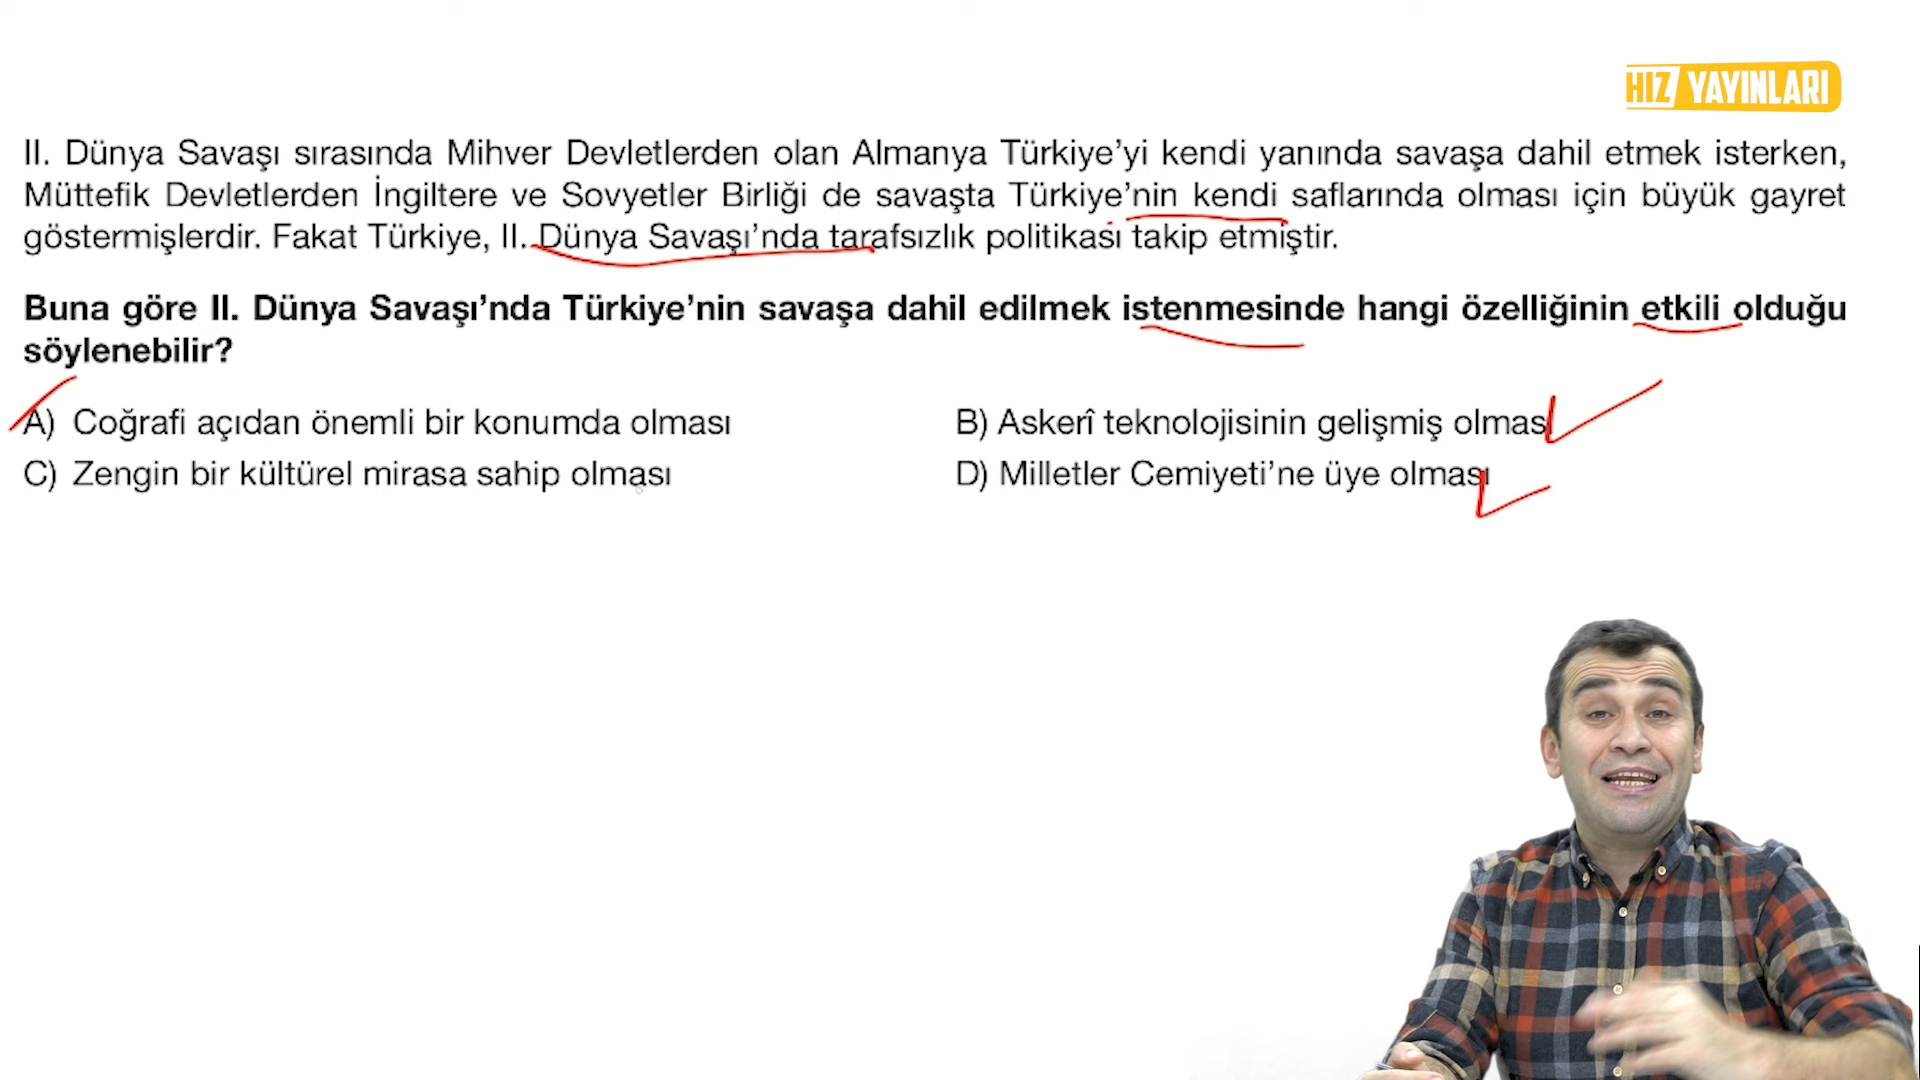 HIZ YAYINLARI
II. Dünya Savaşı sırasında Mihver Devletlerden olan Almanya Türkiye’yi kendi yanında savaşa dahil etmek isterken,
Müttefik Devletlerden İngiltere ve Sovyetler Birliği de savaşta Türkiye’nin kendi saflarında olması için büyük gayret
göstermişlerdir. Fakat Türkiye, II. Dünya Savaşı’nda tarafsızlık politikası takip etmiştir.
Buna göre II. Dünya Savaşı’nda Türkiye’nin savaşa dahil edilmek istenmesinde hangi özelliğinin etkili olduğu
söylenebilir?
A) Coğrafi açıdan önemli bir konumda olması
B) Askerî teknolojisinin gelişmiş olması
C) Zengin bir kültürel mirasa sahip olması
D) Milletler Cemiyeti’ne üye olması